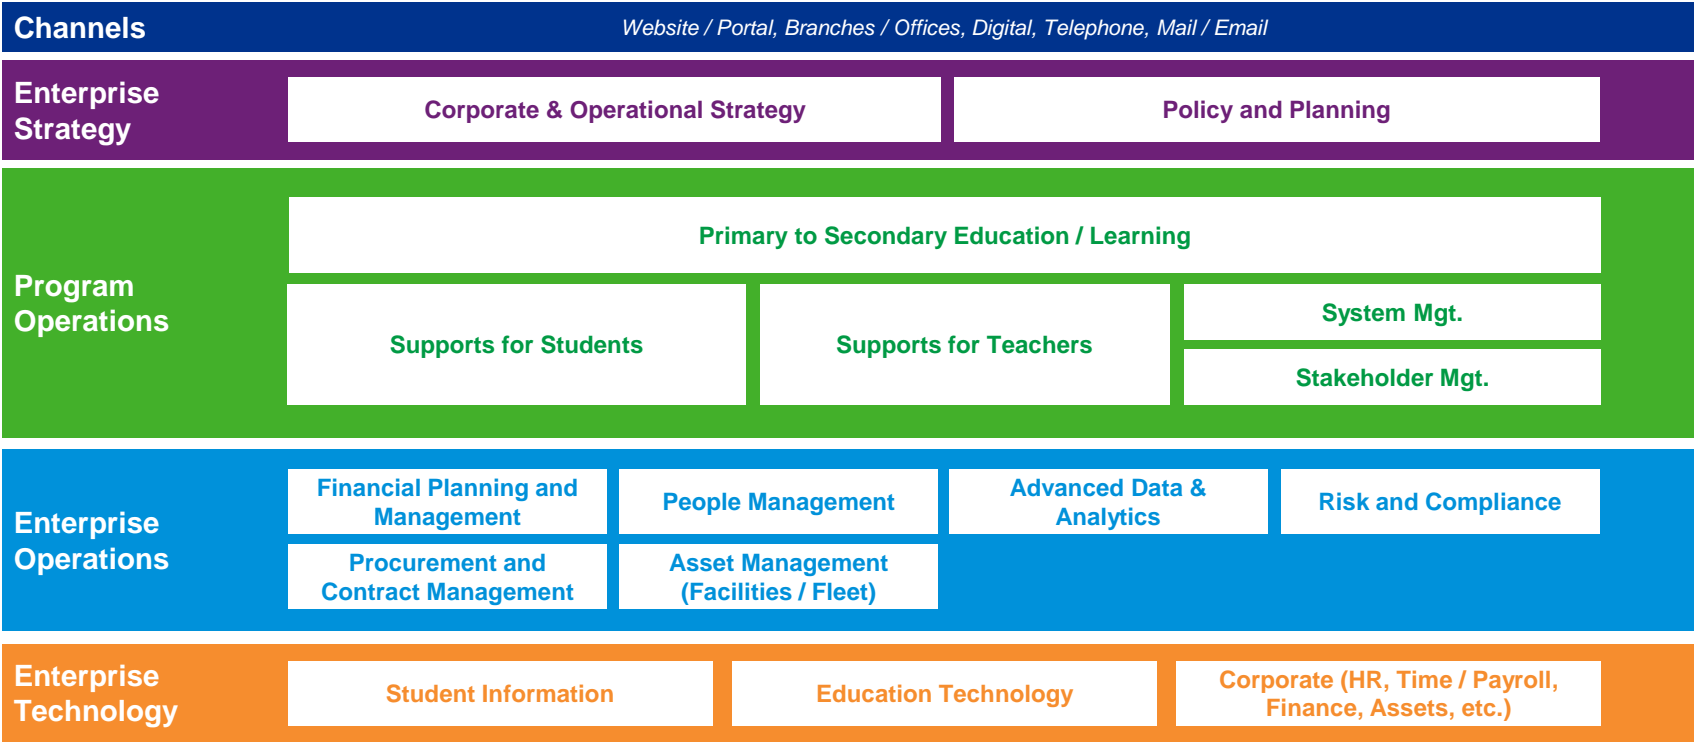 Channels
Website / Portal, Branches / Offices, Digital, Telephone, Mail / Email
Enterprise
Strategy
Corporate & Operational Strategy
Policy and Planning
Program
Operations
Primary to Secondary Education / Learning
Supports for Students
Supports for Teachers
System Mgt.
Stakeholder Mgt.
Enterprise
Operations
Financial Planning and
Management
People Management
Advanced Data &
Analytics
Risk and Compliance
Procurement and
Contract Management
Asset Management
(Facilities / Fleet)
Enterprise
Technology
Student Information
Education Technology
Corporate (HR, Time / Payroll,
Finance, Assets, etc.)